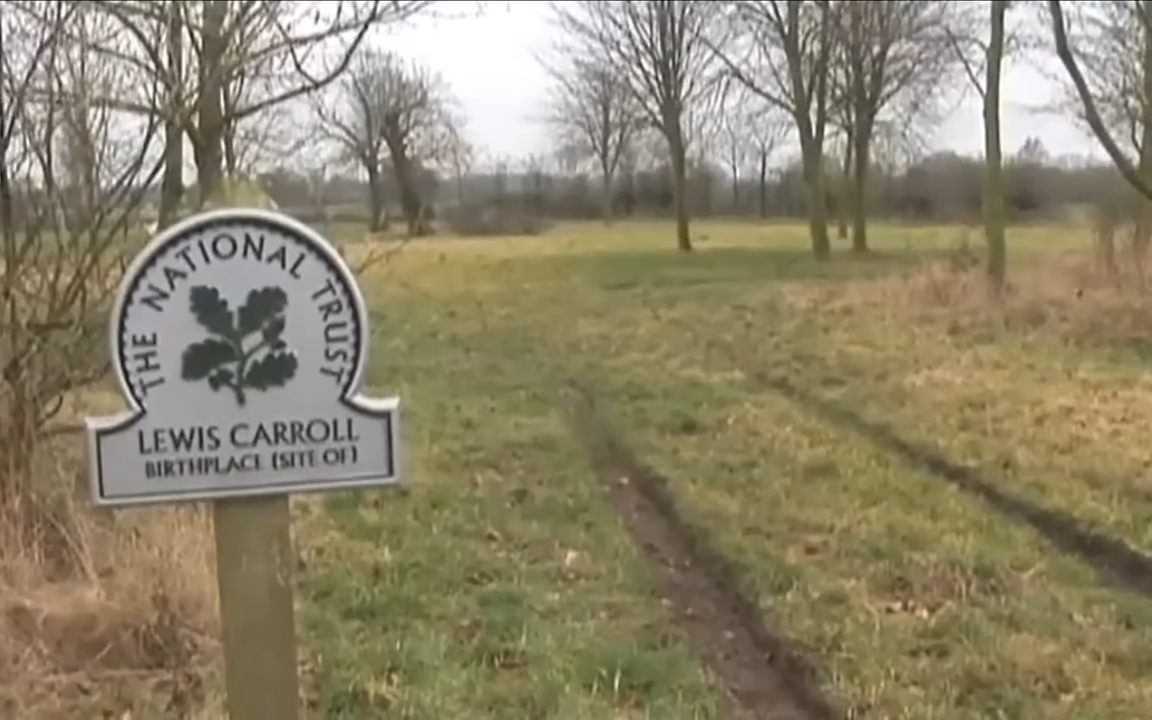 THE NATIONAL TRUST
LEWIS CARROLL
BIRTHPLACE (SITE OF)